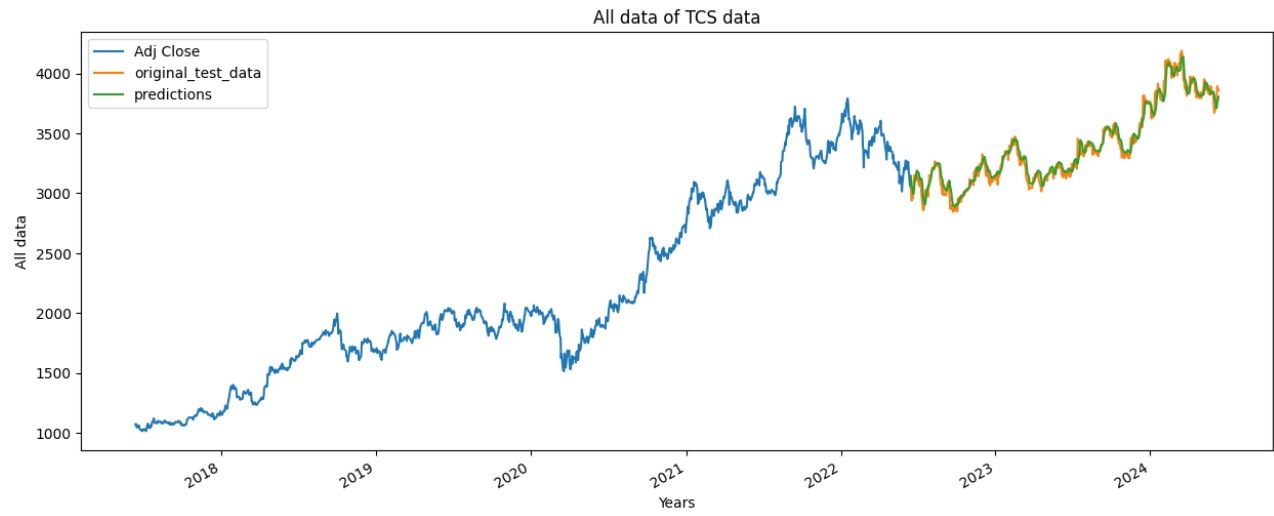 All data of TCS data
Adj Close
original_test_data
predictions
All data
4000
3500
3000
2500
2000
1500
1000
2018
2019
2020
2021
2022
2023
2024
Years